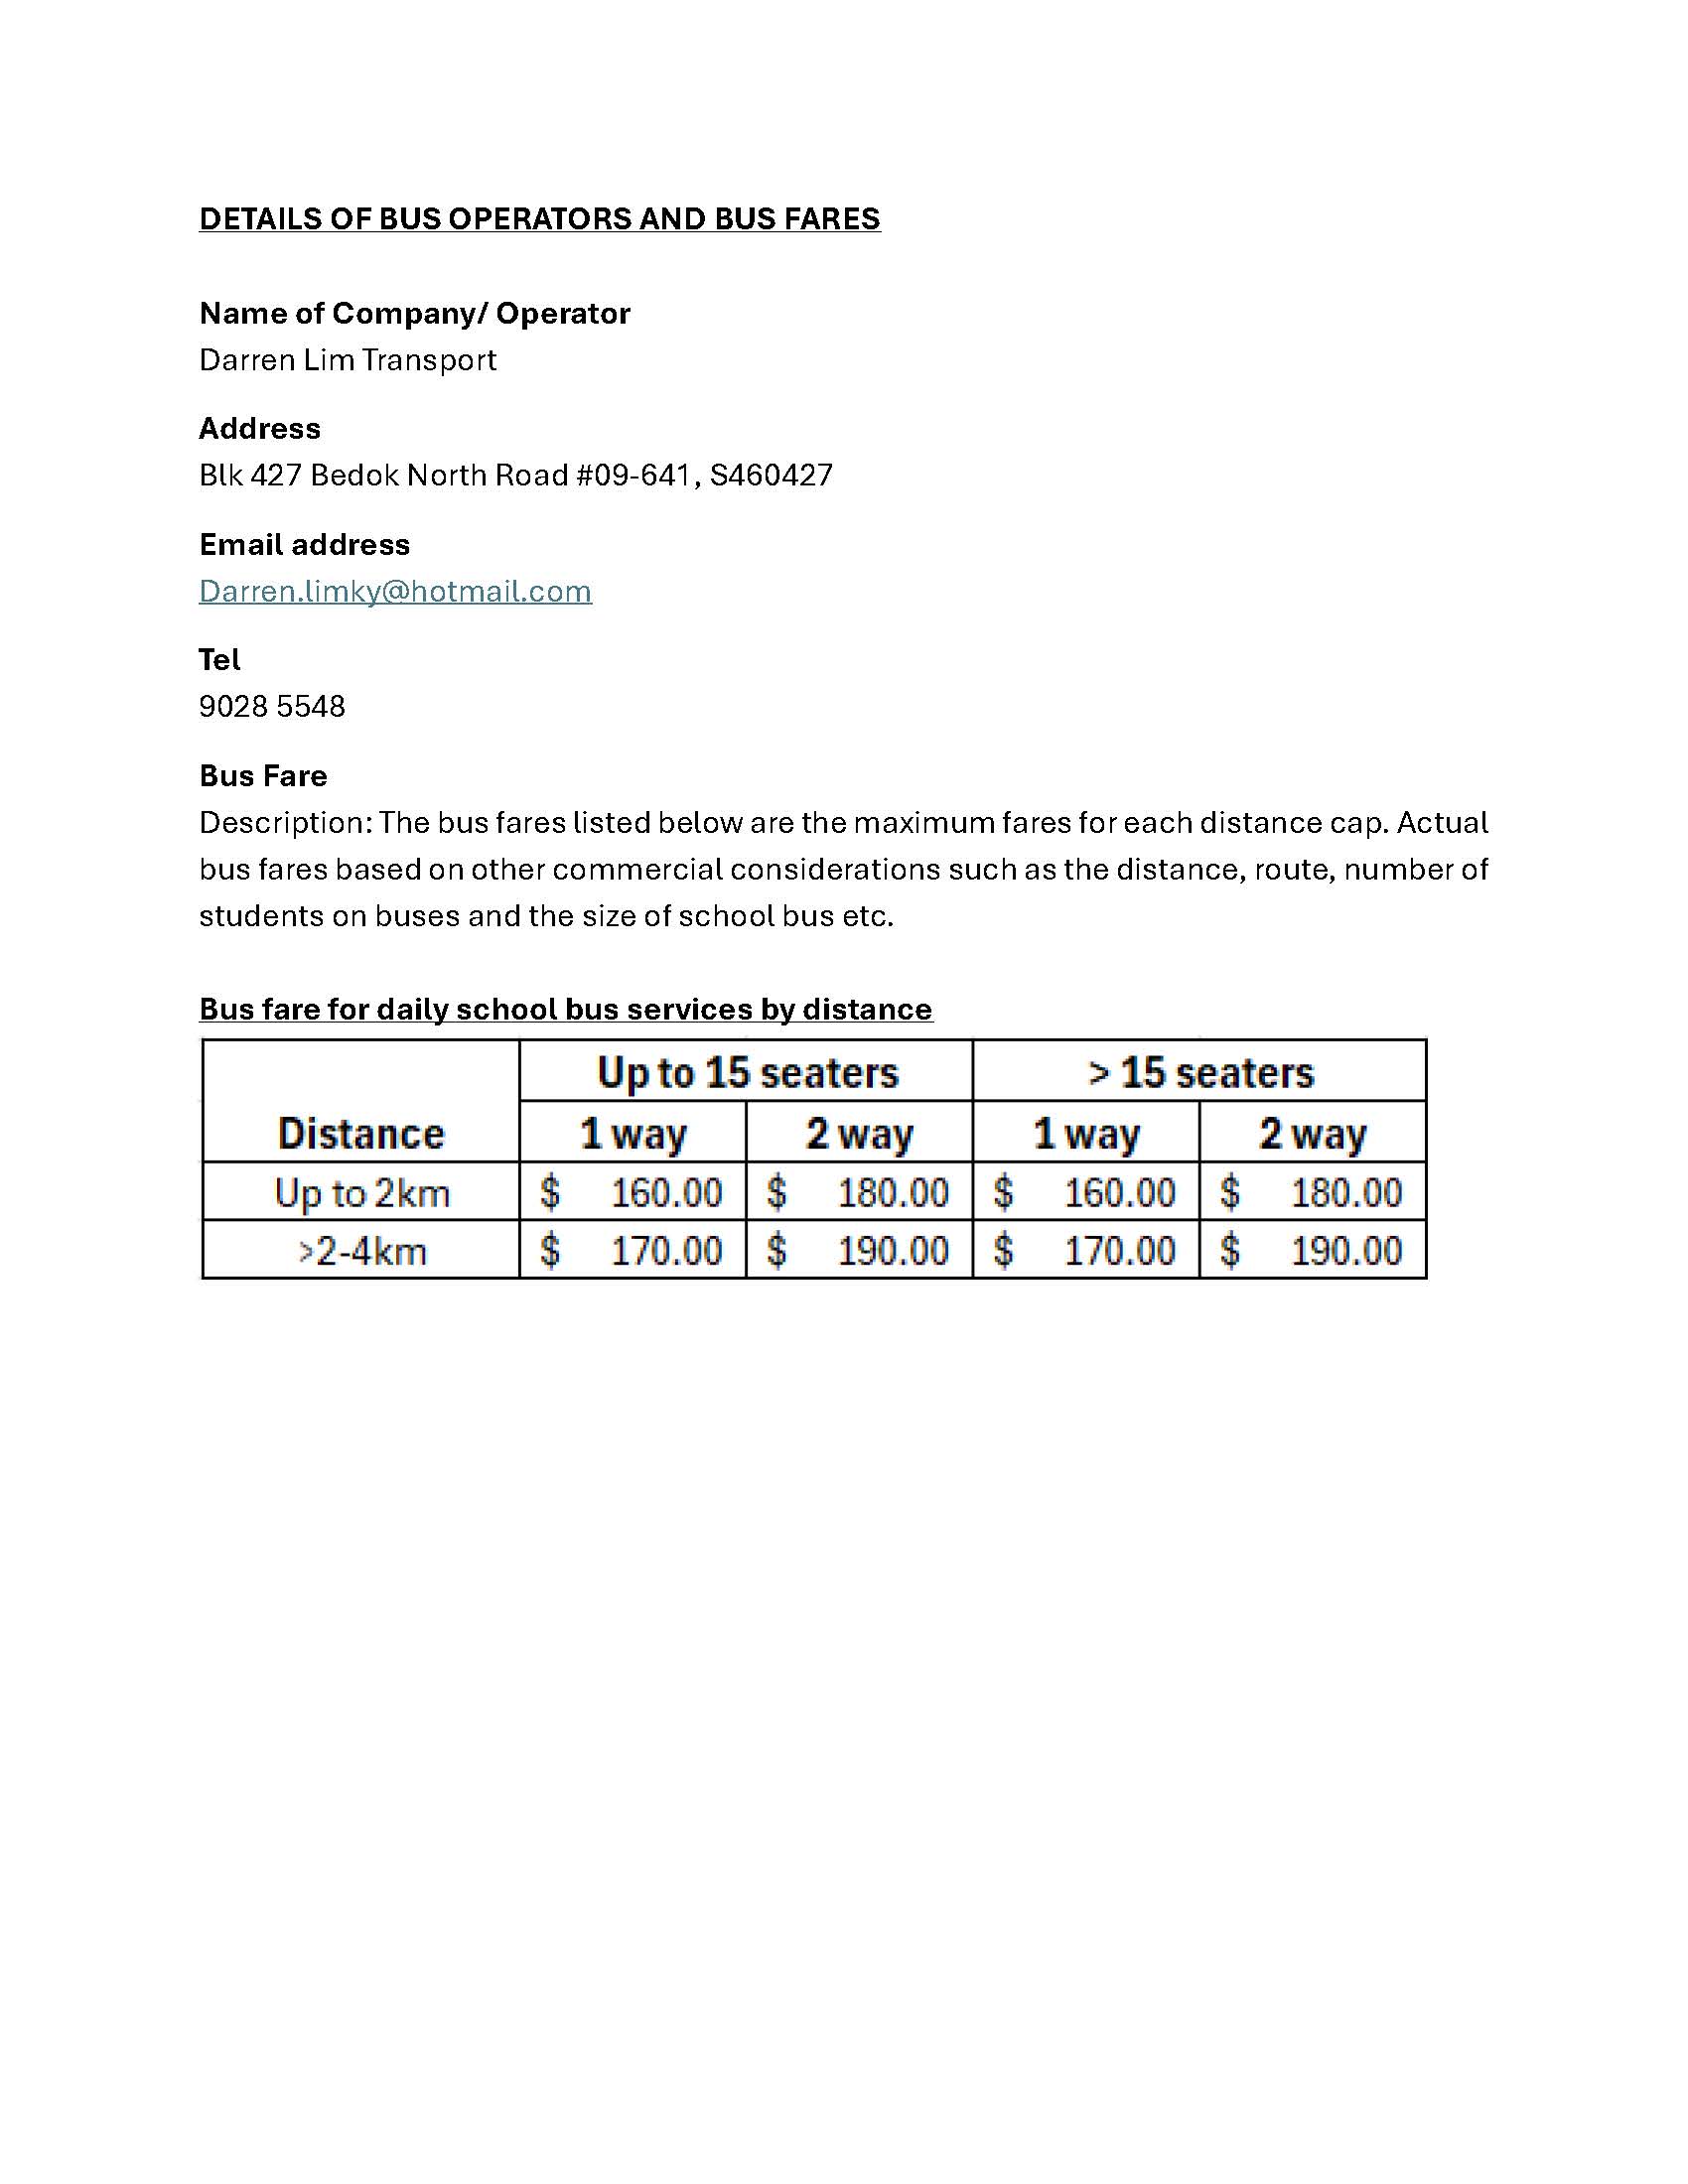 DETAILS OF BUS OPERATORS AND BUS FARES
Name of Company/ Operator
Darren Lim Transport
Address
Blk 427 Bedok North Road #09-641, S460427
Email address
Darren.limky@hotmail.com
Tel
9028 5548
Bus Fare
Description: The bus fares listed below are the maximum fares for each distance cap. Actual
bus fares based on other commercial considerations such as the distance, route, number of
students on buses and the size of school bus etc.
Bus fare for daily school bus services by distance
Up to 15 seaters > 15 seaters
Distance 1 way 2 way 1 way 2 way
Up to 2km $ 160.00 $ 180.00 $ 160.00 $ 180.00
>2-4km $ 170.00 $ 190.00 $ 170.00 $ 190.00